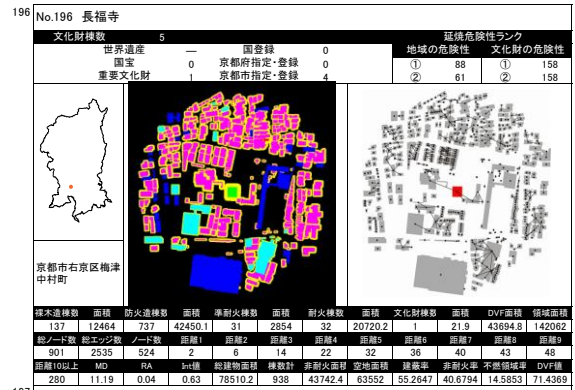 196
No.196 長福寺
文化財棟数 5 延焼危険性ランク
世界遺産 ― 国登録 0 地域の危険性 文化財の危険性
国宝 0 京都府指定・登録 0 ① 88 ① 158
重要文化財 1 京都市指定・登録 4 ② 61 ② 158
京都市右京区梅津
中村町
裸木造棟数 面積 防火造棟数 面積 準耐火棟数 面積 耐火棟数 面積 文化財棟数 面積 DVF面積 領域面積
137 12464 737 42450.1 31 2854 32 20720.2 1 21.9 43694.8 142062
総ノード数 総エッジ数 ノード数 距離1 距離2 距離3 距離4 距離5 距離6 距離7 距離8 距離9
901 2535 524 2 6 14 22 32 36 40 43 48
距離10以上 MD RA Int値 総建物面積 棟数計 非耐火面積 空地面積 建蔽率 非耐火率 不燃領域率 DVF値
280 11.19 0.04 0.63 78510.2 938 43742.4 63552 55.2647 40.6794 14.5853 71.4369